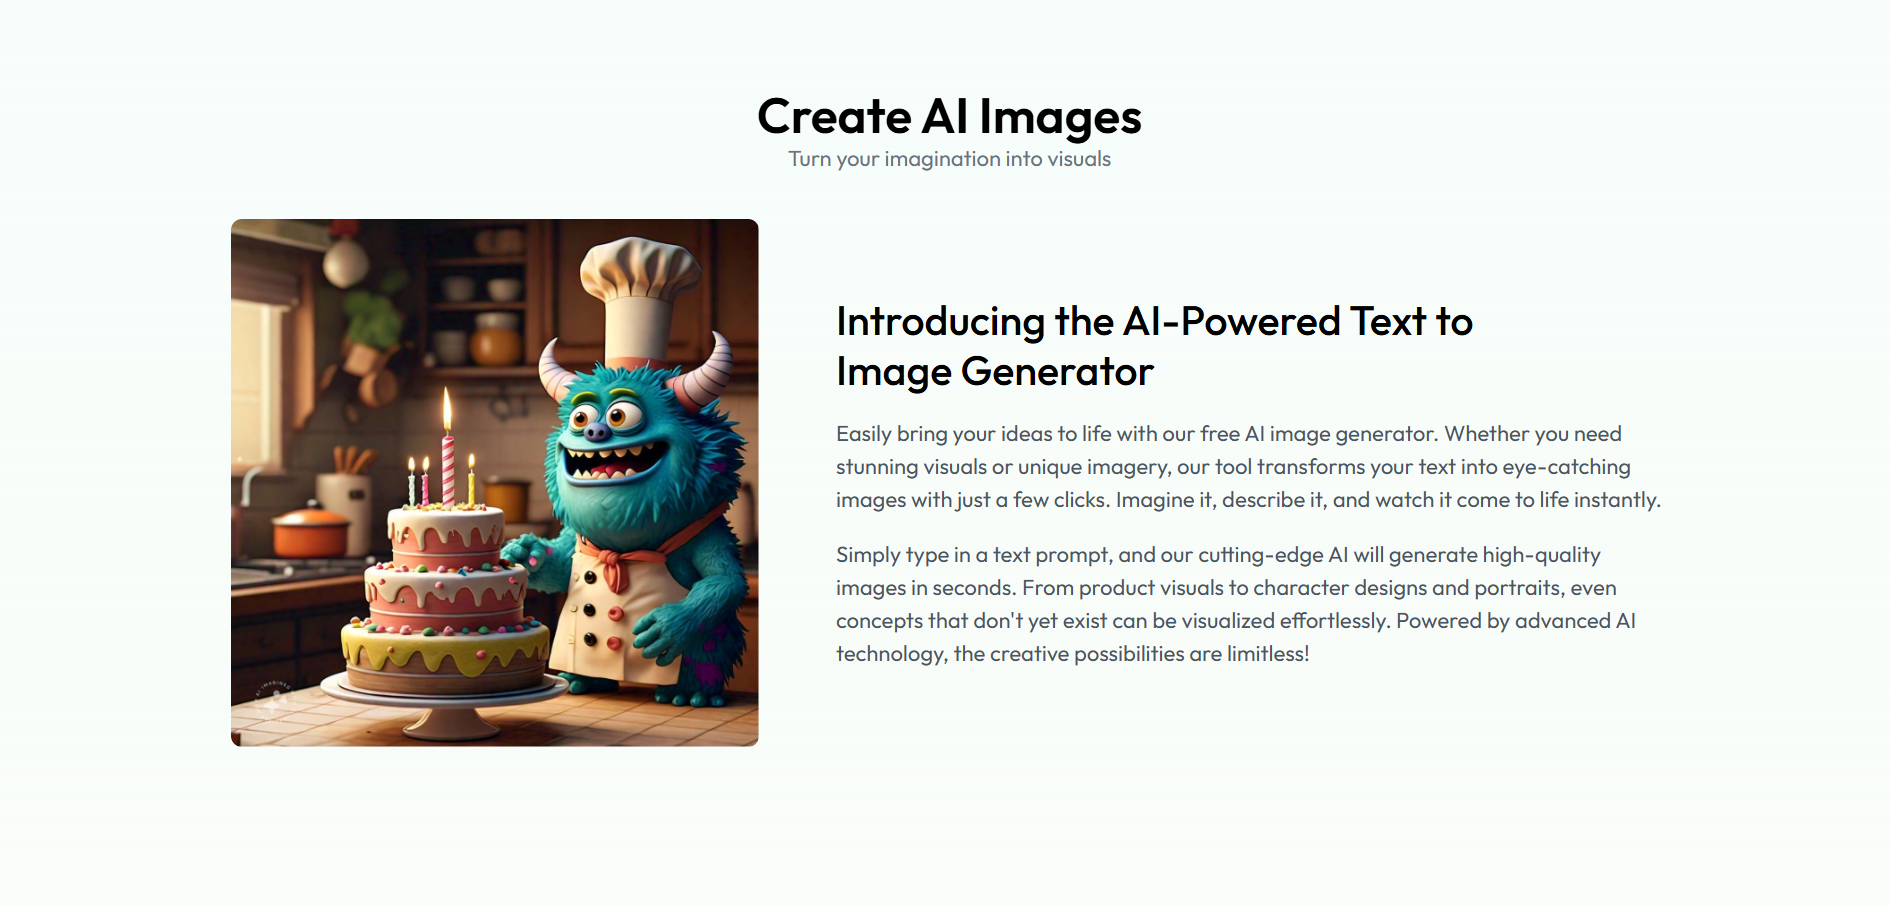 Create AI Images
Turn your imagination into visuals
Introducing the AI-Powered Text to
Image Generator
Easily bring your ideas to life with our free AI image generator. Whether you need
stunning visuals or unique imagery, our tool transforms your text into eye-catching
images with just a few clicks. Imagine it, describe it, and watch it come to life instantly.
Simply type in a text prompt, and our cutting-edge AI will generate high-quality
images in seconds. From product visuals to character designs and portraits, even
concepts that don't yet exist can be visualized effortlessly. Powered by advanced AI
technology, the creative possibilities are limitless!